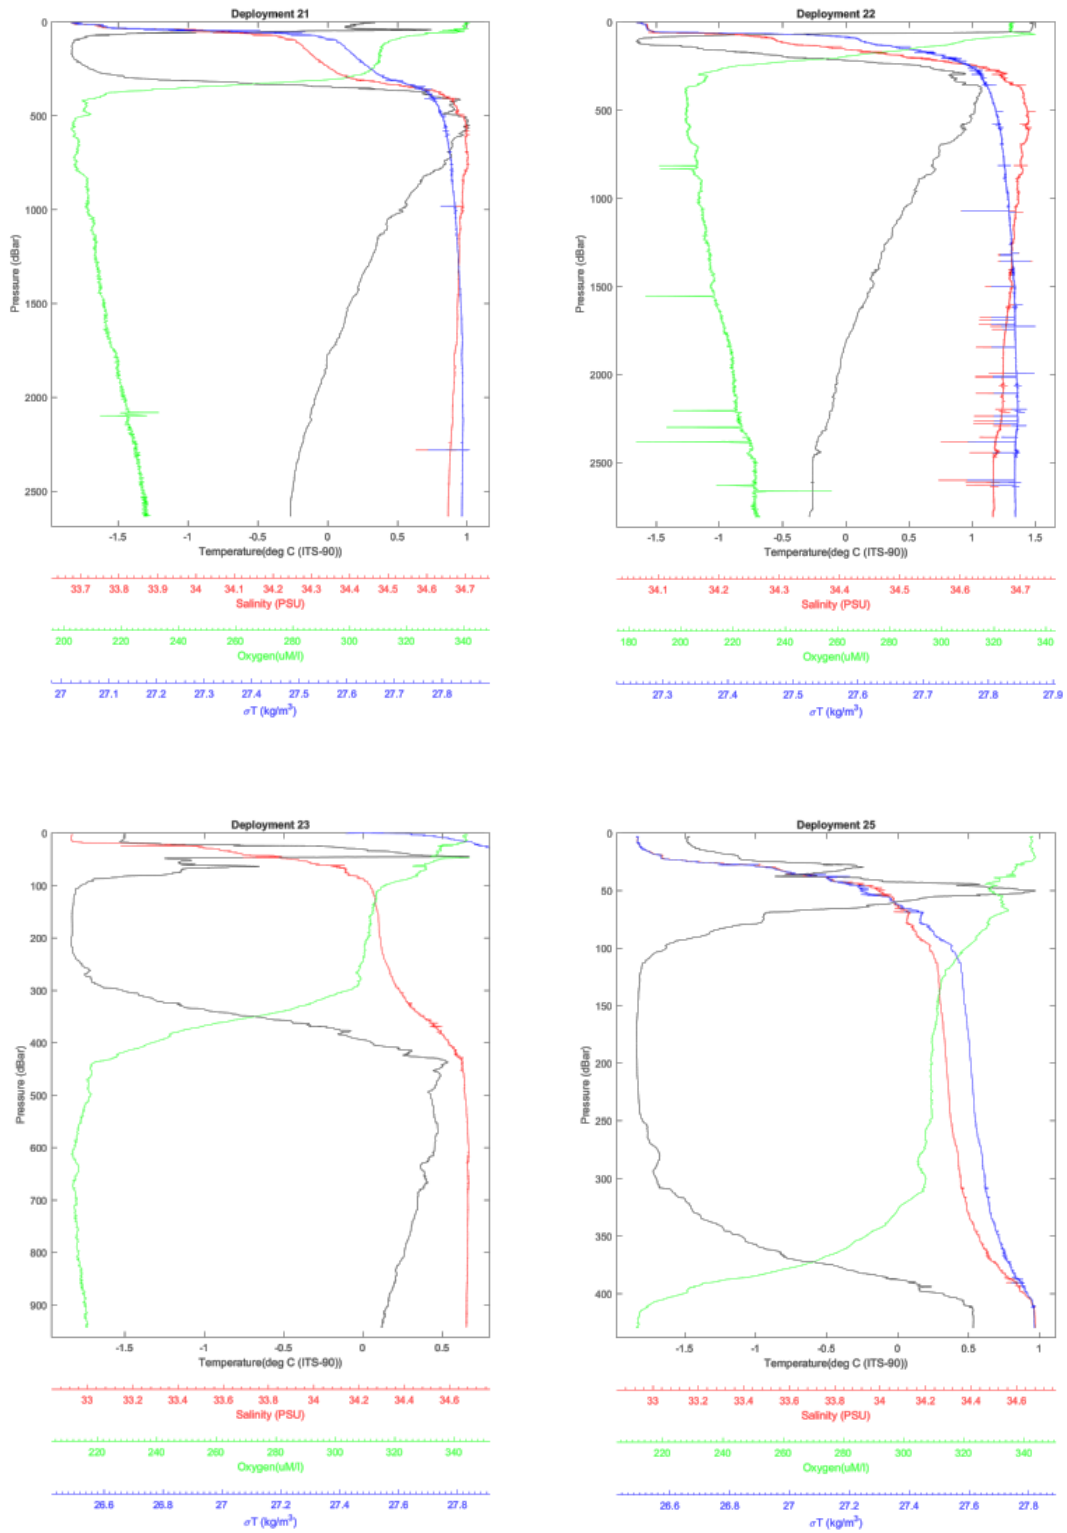 Deployment 21
0
500
1000
1500
2000
2500
Pressure (dBar)
-1.5 -1 -0.5 0 0.5 1
Temperature(deg C (ITS-90))
33.7 33.8 33.9 34 34.1 34.2 34.3 34.4 34.5 34.6 34.7
Salinity (PSU)
200 220 240 260 280 300 320 340
Oxygen(uM/l)
27 27.1 27.2 27.3 27.4 27.5 27.6 27.7 27.8
σT (kg/m³)
Deployment 22
0
500
1000
1500
2000
2500
Pressure (dBar)
-1.5 -1 -0.5 0 0.5 1 1.5
Temperature(deg C (ITS-90))
34.1 34.2 34.3 34.4 34.5 34.6 34.7
Salinity (PSU)
180 200 220 240 260 280 300 320 340
Oxygen(uM/l)
27.3 27.4 27.5 27.6 27.7 27.8 27.9
σT (kg/m³)
Deployment 23
0
100
200
300
400
500
600
700
800
900
Pressure (dBar)
-1.5 -1 -0.5 0 0.5
Temperature(deg C (ITS-90))
33 33.2 33.4 33.6 33.8 34 34.2 34.4 34.6
Salinity (PSU)
220 240 260 280 300 320 340
Oxygen(uM/l)
26.6 26.8 27 27.2 27.4 27.6 27.8
σT (kg/m³)
Deployment 25
0
50
100
150
200
250
300
350
400
Pressure (dBar)
-1.5 -1 -0.5 0 0.5 1
Temperature(deg C (ITS-90))
33 33.2 33.4 33.6 33.8 34 34.2 34.4 34.6
Salinity (PSU)
220 240 260 280 300 320 340
Oxygen(uM/l)
26.6 26.8 27 27.2 27.4 27.6 27.8
σT (kg/m³)